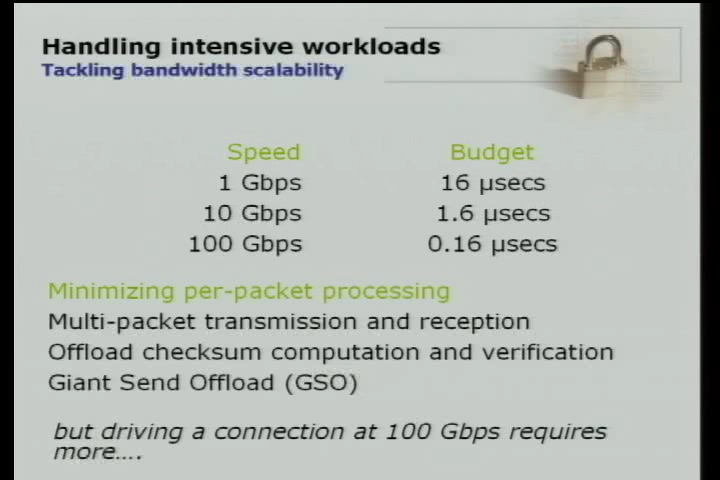 Handling intensive workloads
Tackling bandwidth scalability
Speed Budget
1 Gbps 16 µsecs
10 Gbps 1.6 µsecs
100 Gbps 0.16 µsecs
Minimizing per-packet processing
Multi-packet transmission and reception
Offload checksum computation and verification
Giant Send Offload (GSO)
but driving a connection at 100 Gbps requires
more....